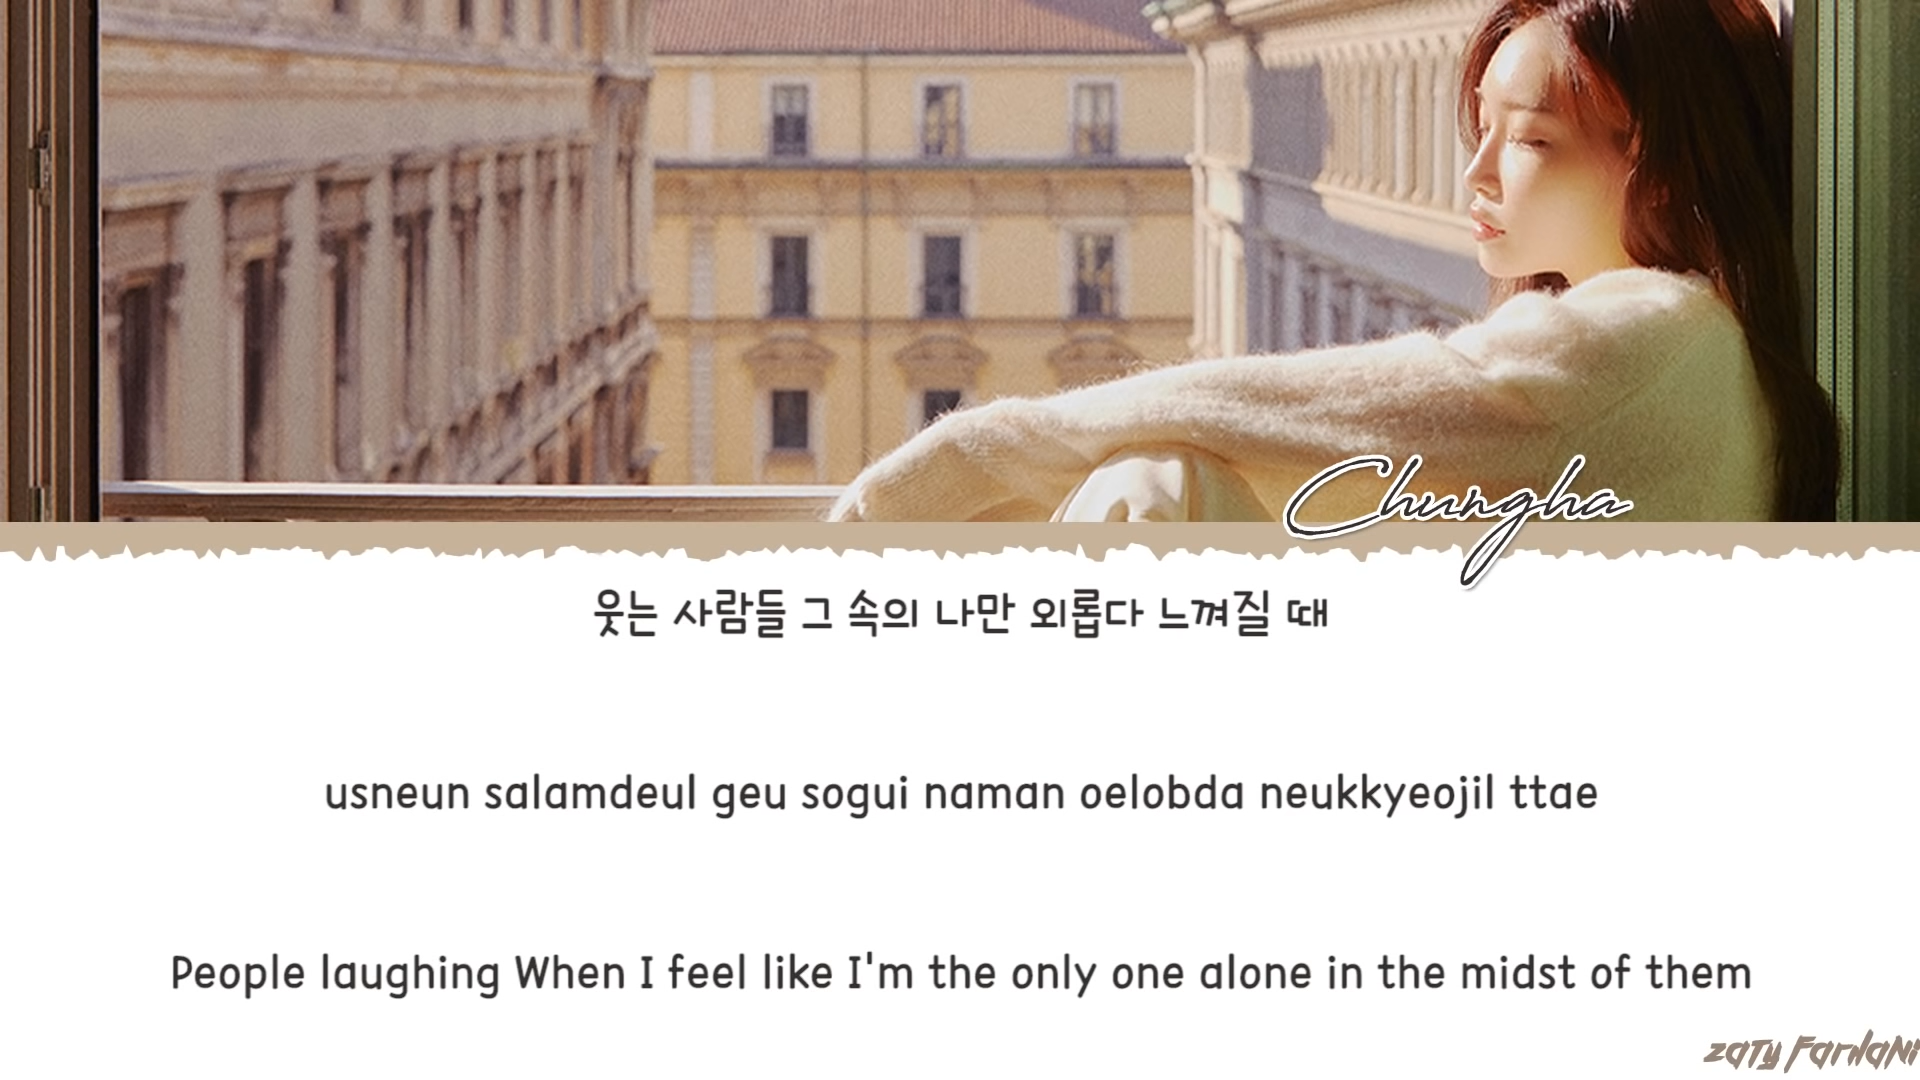 Chungha
웃는 사람들 그 속의 나만 외롭다 느껴질 때
usneun salamdeul geu sogui naman oelobda neukkyeojil ttae
People laughing When I feel like I'm the only one alone in the midst of them
zaty Fardani